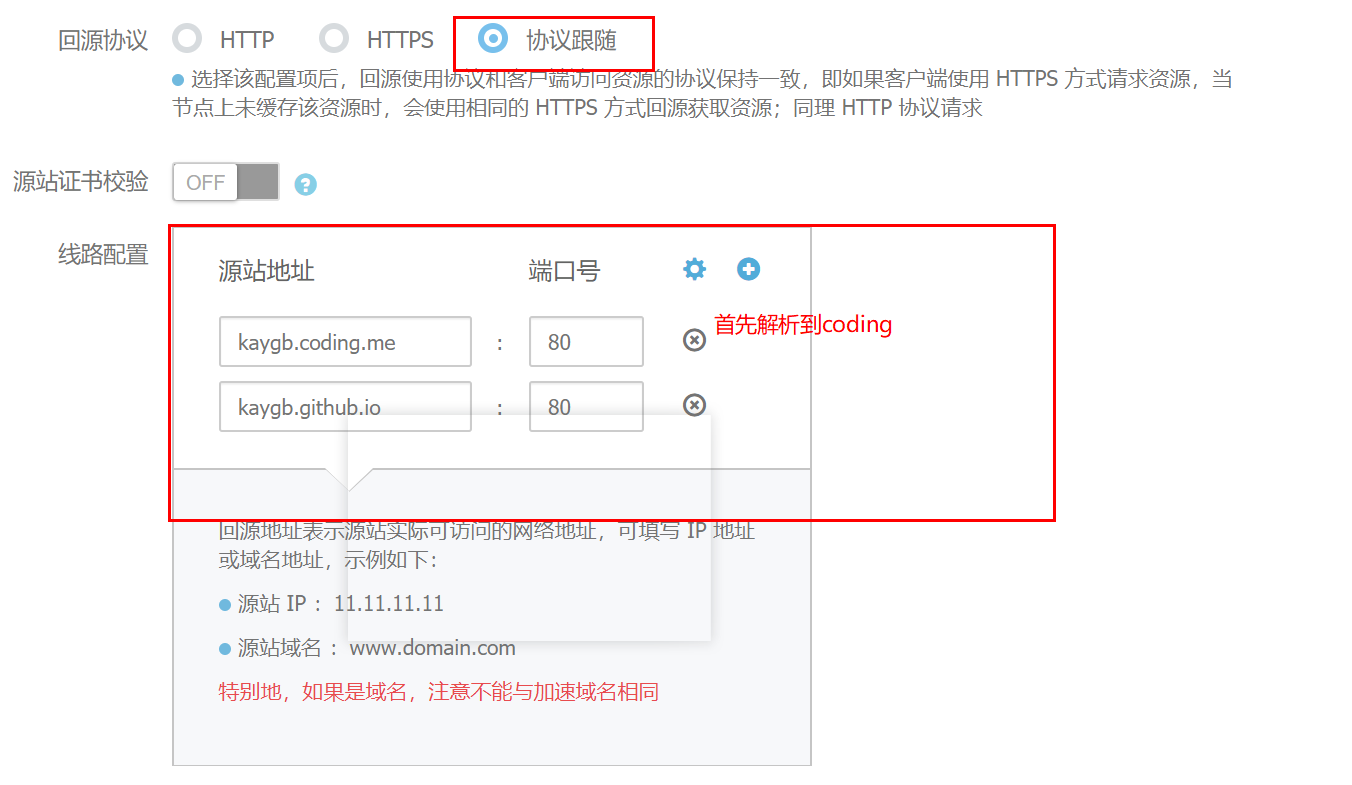 回源协议 HTTP HTTPS 协议跟随
选择该配置项后，回源使用协议和客户端访问资源的协议保持一致，即如果客户端使用 HTTPS 方式请求资源，当
节点上未缓存该资源时，会使用相同的 HTTPS 方式回源获取资源；同理 HTTP 协议请求
源站证书校验 OFF ?
线路配置
源站地址 端口号
首先解析到coding
kaygb.coding.me : 80
kaygb.github.io : 80
回源地址表示源站实际可访问的网络地址，可填写 IP 地址
或域名地址，示例如下：
源站 IP ： 11.11.11.11
源站域名 ： www.domain.com
特别地，如果是域名，注意不能与加速域名相同